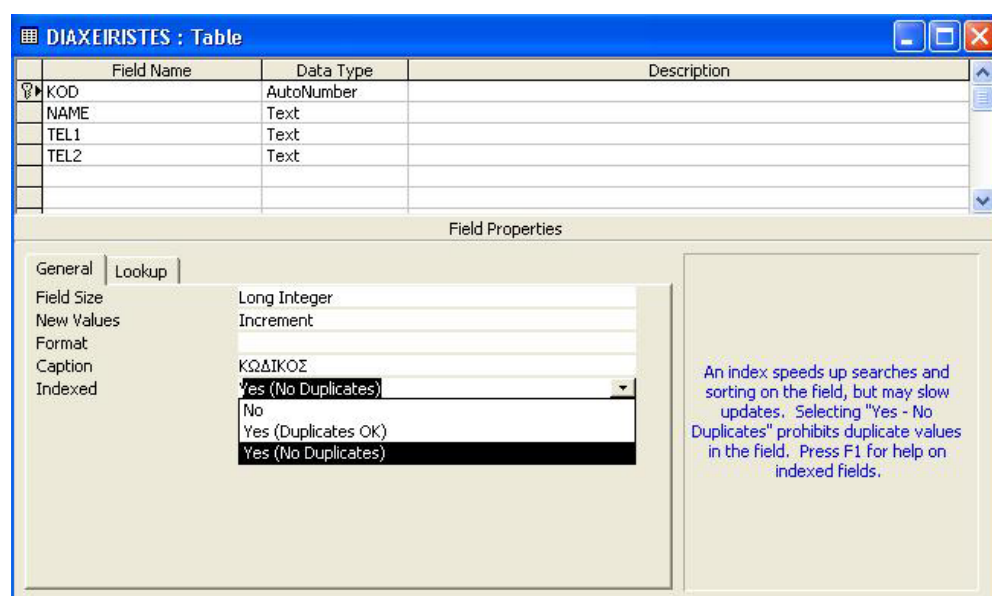 DIAXEIRISTES : Table
Field Name Data Type Description
KOD AutoNumber
NAME Text
TEL1 Text
TEL2 Text
Field Properties
General Lookup
Field Size Long Integer
New Values Increment
Format
Caption ΚΩΔΙΚΟΣ
Indexed Yes (No Duplicates)
No
Yes (Duplicates OK)
Yes (No Duplicates)
An index speeds up searches and
sorting on the field, but may slow
updates. Selecting "Yes - No
Duplicates" prohibits duplicate values
in the field. Press F1 for help on
indexed fields.